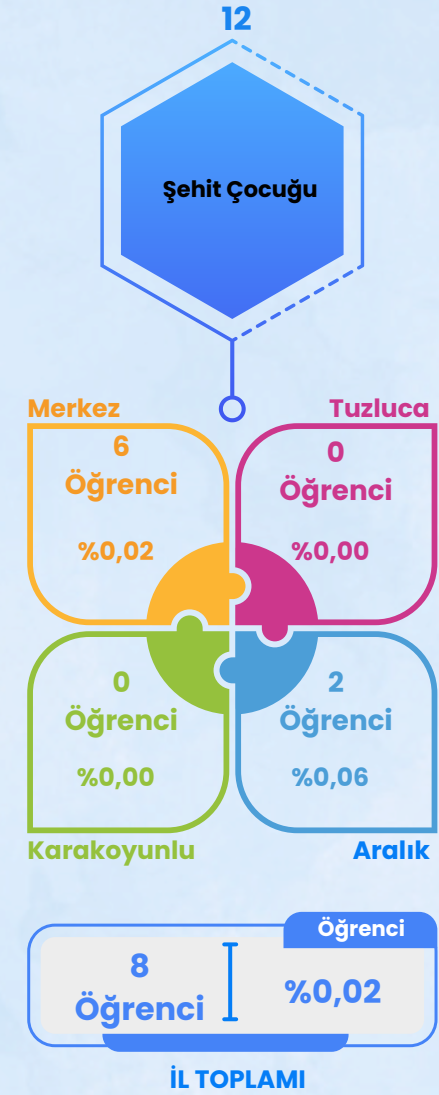 12
Şehit Çocuğu
Merkez
6
Öğrenci
%0,02
Tuzluca
0
Öğrenci
%0,00
0
Öğrenci
%0,00
Karakoyunlu
2
Öğrenci
%0,06
Aralık
Öğrenci
8
Öğrenci
%0,02
İL TOPLAMI